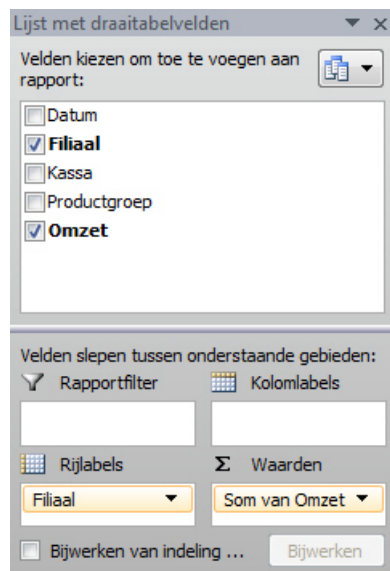 Lijst met draaitabelvelden
Velden kiezen om toe te voegen aan
rapport:
Datum
Filiaal
Kassa
Productgroep
Omzet
Velden slepen tussen onderstaande gebieden:
Rapportfilter
Kolomlabels
Rijlabels
Σ Waarden
Filiaal
Som van Omzet
Bijwerken van indeling ...
Bijwerken